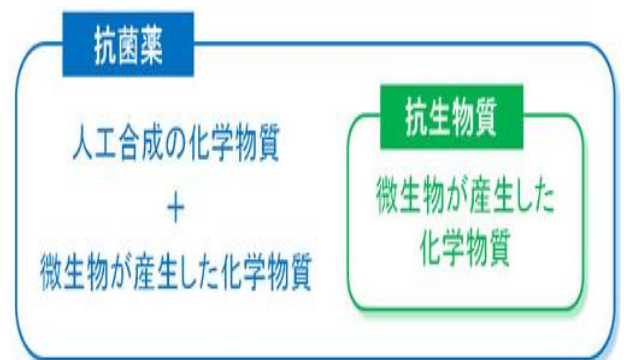 抗菌薬
人工合成の化学物質
+
微生物が産生した化学物質
抗生物質
微生物が産生した
化学物質